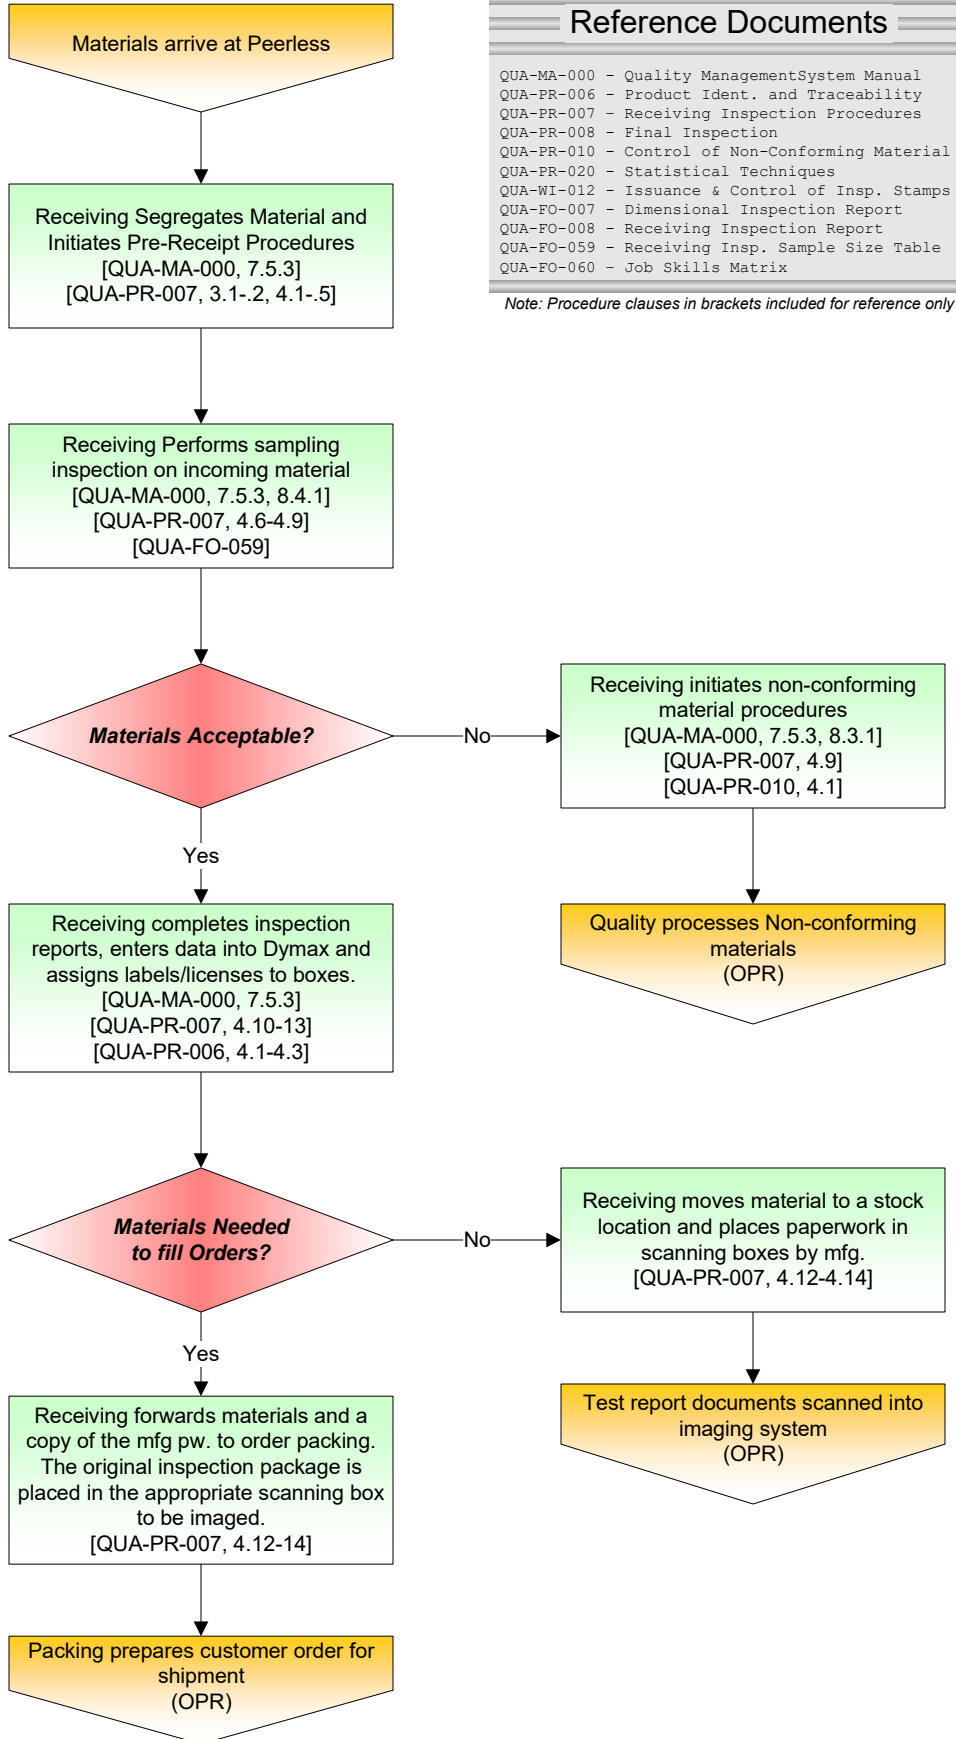 Materials arrive at Peerless
Reference Documents
QUA-MA-000 - Quality ManagementSystem Manual
QUA-PR-006 - Product Ident. and Traceability
QUA-PR-007 – Receiving Inspection Procedures
QUA-PR-008 – Final Inspection
QUA-PR-010 - Control of Non-Conforming Material
QUA-PR-020 - Statistical Techniques
QUA-WI-012 - Issuance & Control of Insp. Stamps
QUA-FO-007 – Dimensional Inspection Report
QUA-FO-008 – Receiving Inspection Report
QUA-FO-059 – Receiving Insp. Sample Size Table
QUA-FO-060 – Job Skills Matrix
Note: Procedure clauses in brackets included for reference only
Receiving Segregates Material and
Initiates Pre-Receipt Procedures
[QUA-MA-000, 7.5.3]
[QUA-PR-007, 3.1-.2, 4.1-.5]
Receiving Performs sampling
inspection on incoming material
[QUA-MA-000, 7.5.3, 8.4.1]
[QUA-PR-007, 4.6-4.9]
[QUA-FO-059]
Materials Acceptable?
No
Receiving initiates non-conforming
material procedures
[QUA-MA-000, 7.5.3, 8.3.1]
[QUA-PR-007, 4.9]
[QUA-PR-010, 4.1]
Yes
Receiving completes inspection
reports, enters data into Dymax and
assigns labels/licenses to boxes.
[QUA-MA-000, 7.5.3]
[QUA-PR-007, 4.10-13]
[QUA-PR-006, 4.1-4.3]
Quality processes Non-conforming
materials
(OPR)
Materials Needed
to fill Orders?
No
Receiving moves material to a stock
location and places paperwork in
scanning boxes by mfg.
[QUA-PR-007, 4.12-4.14]
Yes
Receiving forwards materials and a
copy of the mfg pw. to order packing.
The original inspection package is
placed in the appropriate scanning box
to be imaged.
[QUA-PR-007, 4.12-14]
Test report documents scanned into
imaging system
(OPR)
Packing prepares customer order for
shipment
(OPR)